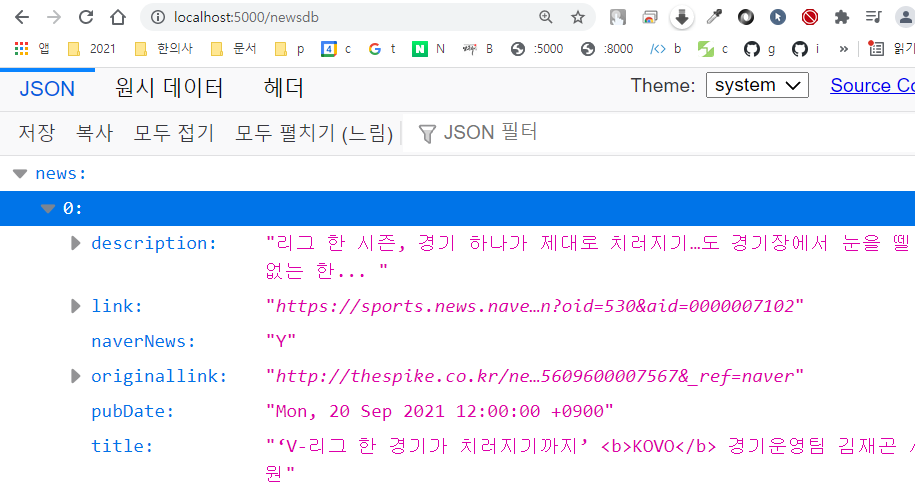 localhost:5000/newsdb
앱 2021 한의사 문서 p c t N B :5000 :8000 b c g i » 읽기
JSON 원시 데이터 헤더 Theme: system Source Co
저장 복사 모두 접기 모두 펼치기 (느림) JSON 필터
news:
0:
description: "리그 한 시즌, 경기 하나가 제대로 치러지기…도 경기장에서 눈을 뗄
없는 한... "
link: "https://sports.news.nave…n?oid=530&aid=0000007102"
naverNews: "Y"
originallink: "http://thespike.co.kr/ne…5609600007567&_ref=naver"
pubDate: "Mon, 20 Sep 2021 12:00:00 +0900"
title: "‘V-리그 한 경기가 치러지기까지’ <b>KOVO</b> 경기운영팀 김재곤
원"